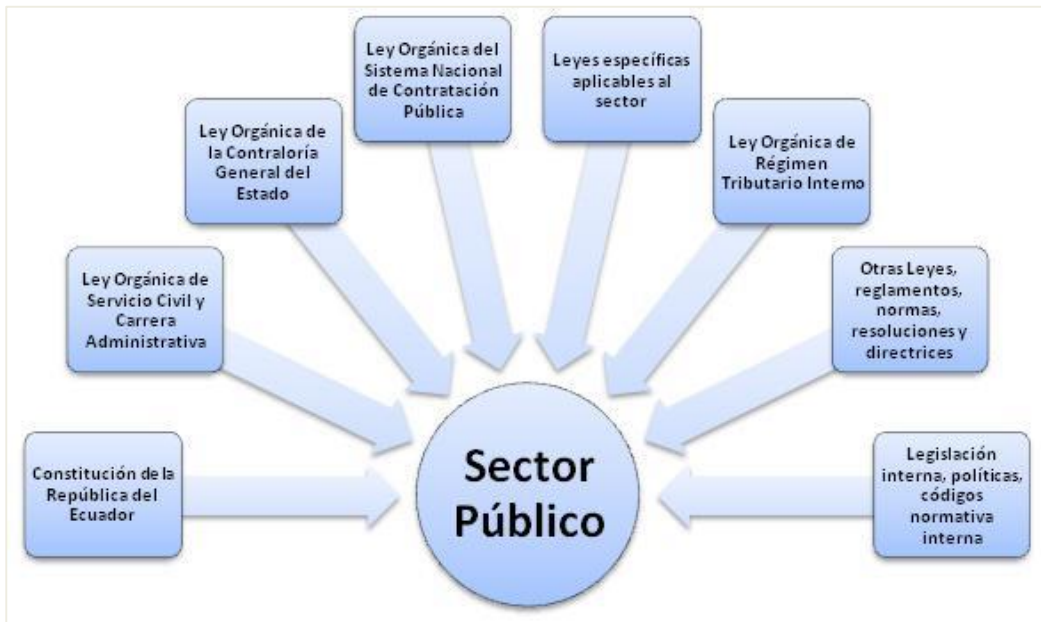 Constitución de la
República del
Ecuador
Ley Orgánica de
Servicio Civil y
Carrera
Administrativa
Ley Orgánica de
la Contraloría
General del
Estado
Ley Orgánica del
Sistema Nacional
de Contratación
Pública
Leyes específicas
aplicables al
sector
Ley Orgánica de
Régimen
Tributario Interno
Otras Leyes,
reglamentos,
normas,
resoluciones y
directrices
Legislación
interna, políticas,
códigos
normativa
interna
Sector
Público